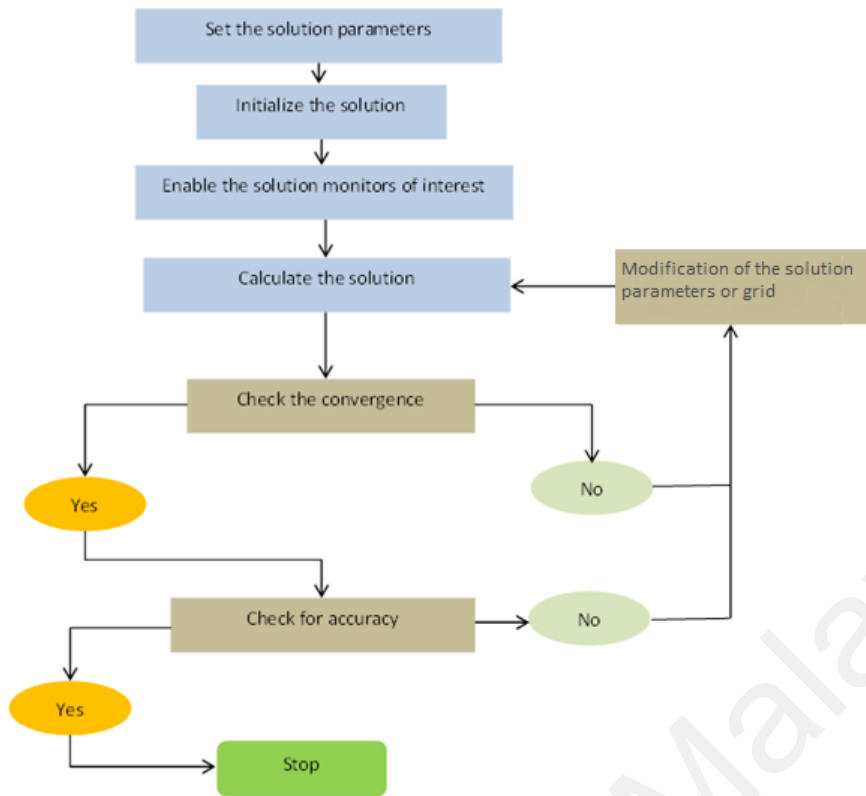 Set the solution parameters
Initialize the solution
Enable the solution monitors of interest
Calculate the solution
Modification of the solution
parameters or grid
Check the convergence
Yes
No
Check for accuracy
No
Yes
Stop
Mala